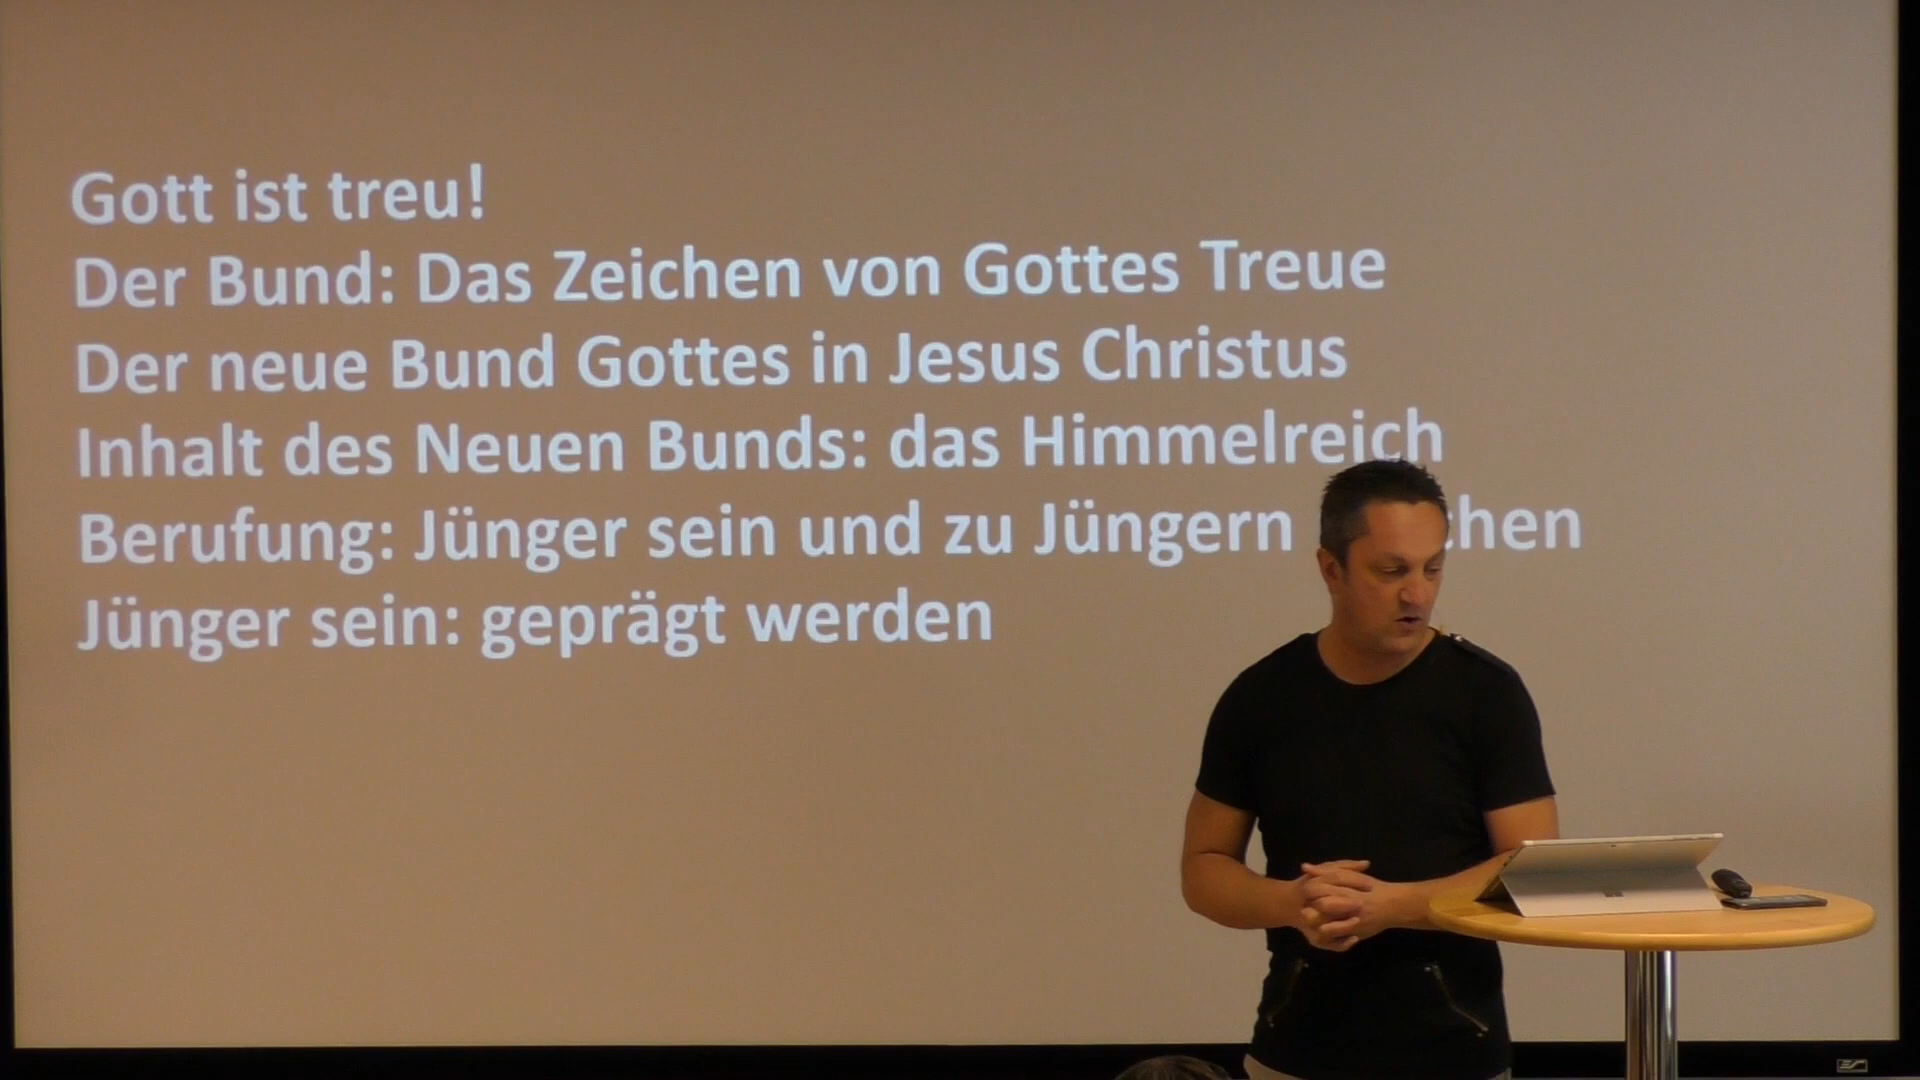 Gott ist treu!
Der Bund: Das Zeichen von Gottes Treue
Der neue Bund Gottes in Jesus Christus
Inhalt des Neuen Bunds: das Himmelreich
Berufung: Jünger sein und zu Jüngern
Jünger sein: geprägt werden